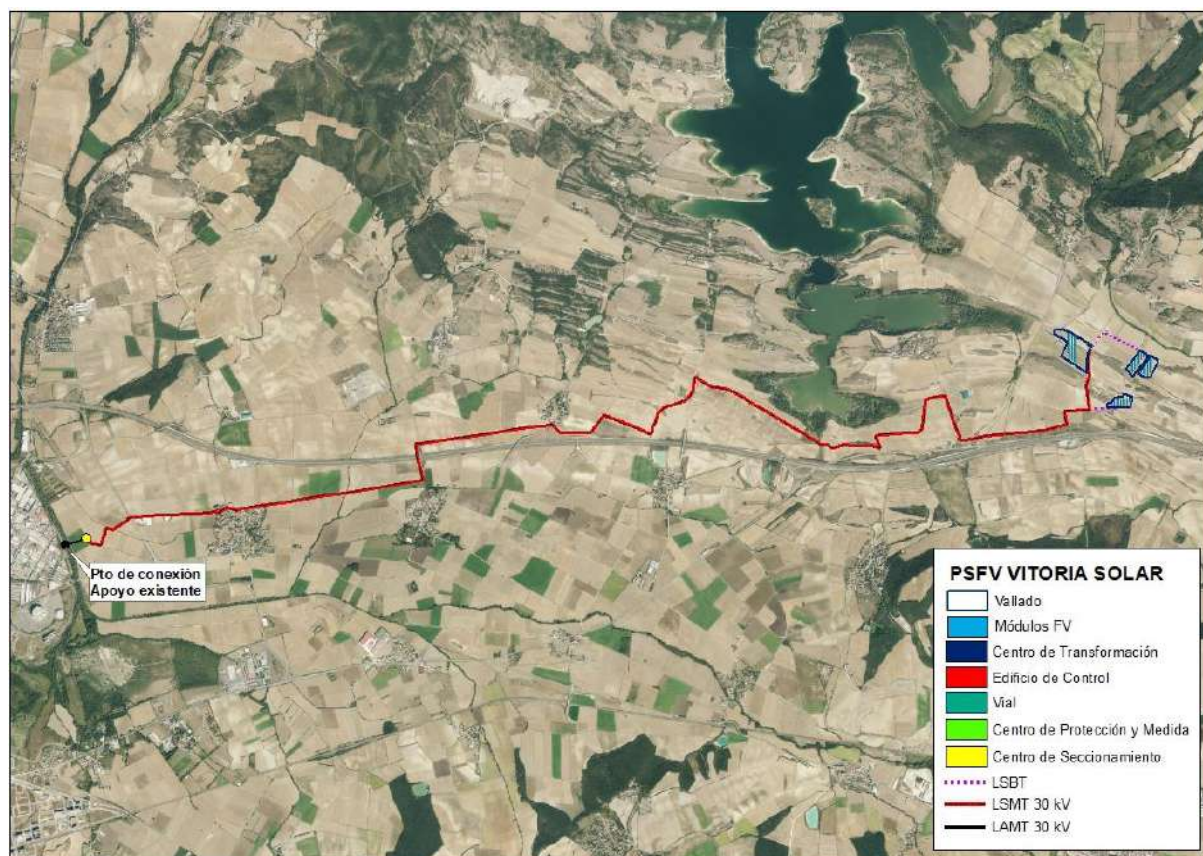 Pto de conexión
Apoyo existente
PSFV VITORIA SOLAR
Vallado
Módulos FV
Centro de Transformación
Edificio de Control
Vial
Centro de Protección y Medida
Centro de Seccionamiento
LSBT
LSMT 30 kV
LAMT 30 kV